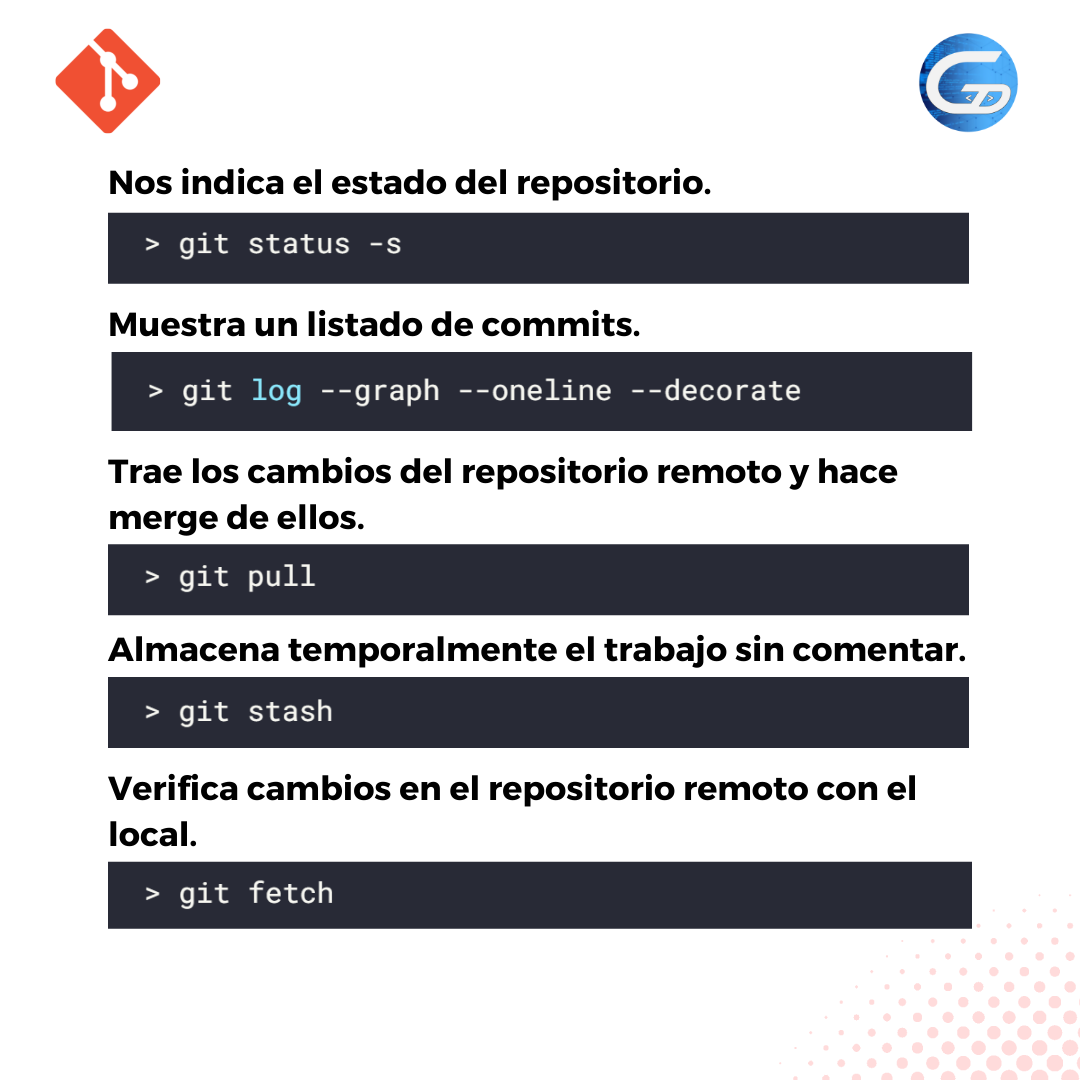 Nos indica el estado del repositorio.
> git status -s
Muestra un listado de commits.
> git log --graph --oneline --decorate
Trae los cambios del repositorio remoto y hace
merge de ellos.
> git pull
Almacena temporalmente el trabajo sin comentar.
> git stash
Verifica cambios en el repositorio remoto con el
local.
> git fetch